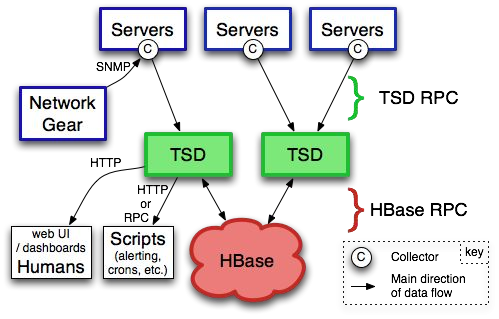 Servers
Servers
Servers
C
C
C
SNMP
Network
Gear
TSD RPC
TSD
TSD
HTTP
HTTP
or
RPC
HBase RPC
web UI
/ dashboards
Humans
Scripts
(alerting,
crons, etc.)
HBase
C
Collector
key
Main direction
of data flow